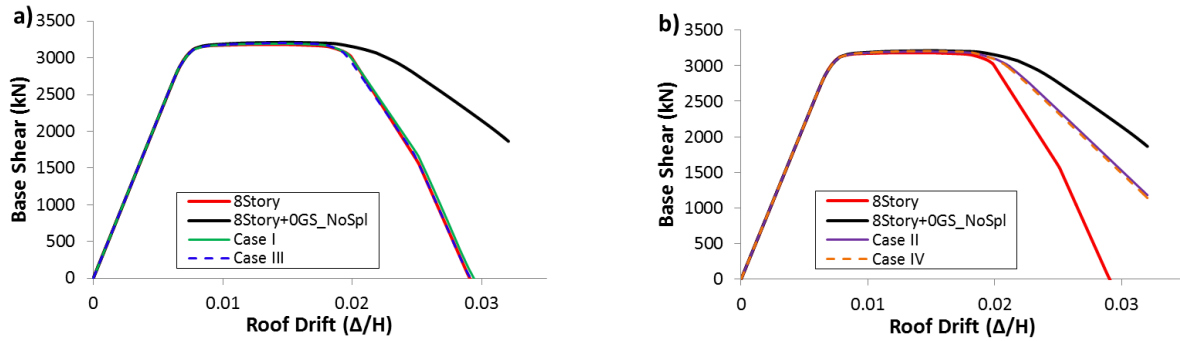 a)
3500
3000
2500
2000
1500
1000
500
0
Base Shear (kN)
8Story
8Story+0GS_NoSpl
Case I
Case III
0
0.01
0.02
0.03
Roof Drift (Δ/H)
b)
3500
3000
2500
2000
1500
1000
500
0
Base Shear (kN)
8Story
8Story+0GS_NoSpl
Case II
Case IV
0
0.01
0.02
0.03
Roof Drift (Δ/H)